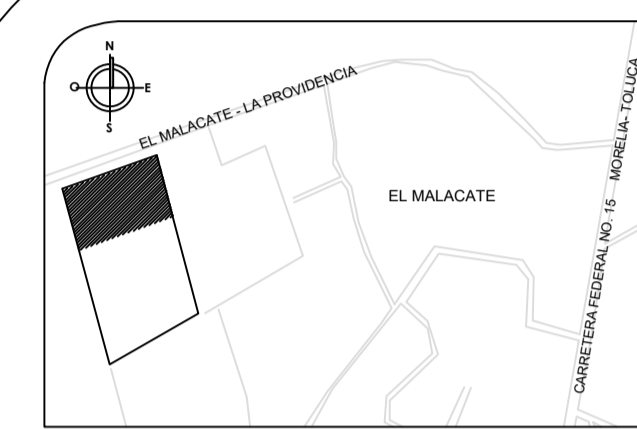 N
O E
S
EL MALACATE - LA PROVIDENCIA
EL MALACATE
CARRETERA FEDERAL NO. 15 MORELIA- TOLUCA